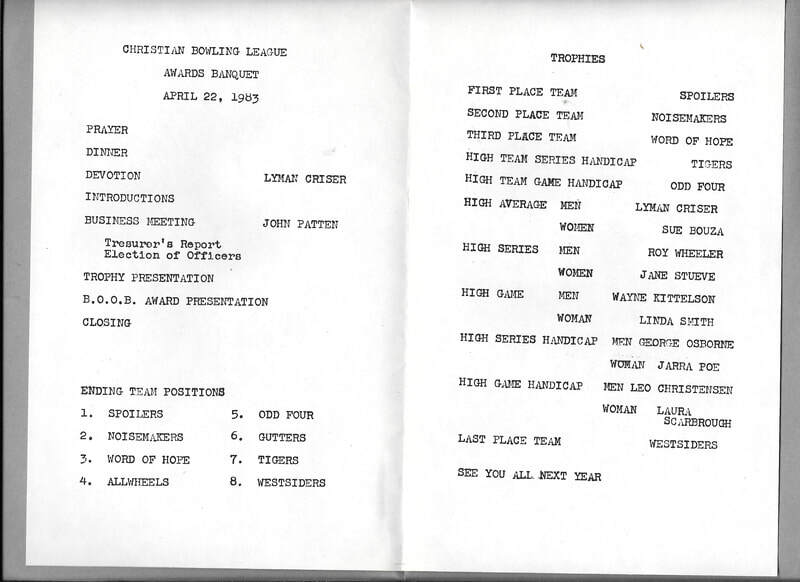 CHRISTIAN BOWLING LEAGUE
AWARDS BANQUET
APRIL 22, 1983
PRAYER
DINNER
DEVOTION LYMAN CRISER
INTRODUCTIONS
BUSINESS MEETING JOHN PATTEN
Tresurer's Report
Election of Officers
TROPHY PRESENTATION
B.O.O.B. AWARD PRESENTATION
CLOSING
ENDING TEAM POSITIONS
1. SPOILERS 5. ODD FOUR
2. NOISEMAKERS 6. GUTTERS
3. WORD OF HOPE 7. TIGERS
4. ALLWHEELS 8. WESTSIDERS
TROPHIES
FIRST PLACE TEAM SPOILERS
SECOND PLACE TEAM NOISEMAKERS
THIRD PLACE TEAM WORD OF HOPE
HIGH TEAM SERIES HANDICAP TIGERS
HIGH TEAM GAME HANDICAP ODD FOUR
HIGH AVERAGE MEN LYMAN CRISER
WOMEN SUE BOUZA
HIGH SERIES MEN ROY WHEELER
WOMEN JANE STUEVE
HIGH GAME MEN WAYNE KITTELSON
WOMAN LINDA SMITH
HIGH SERIES HANDICAP MEN GEORGE OSBORNE
WOMAN JARRA POE
HIGH GAME HANDICAP MEN LEO CHRISTENSEN
WOMAN LAURA
SCARBROUGH
LAST PLACE TEAM WESTSIDERS
SEE YOU ALL NEXT YEAR